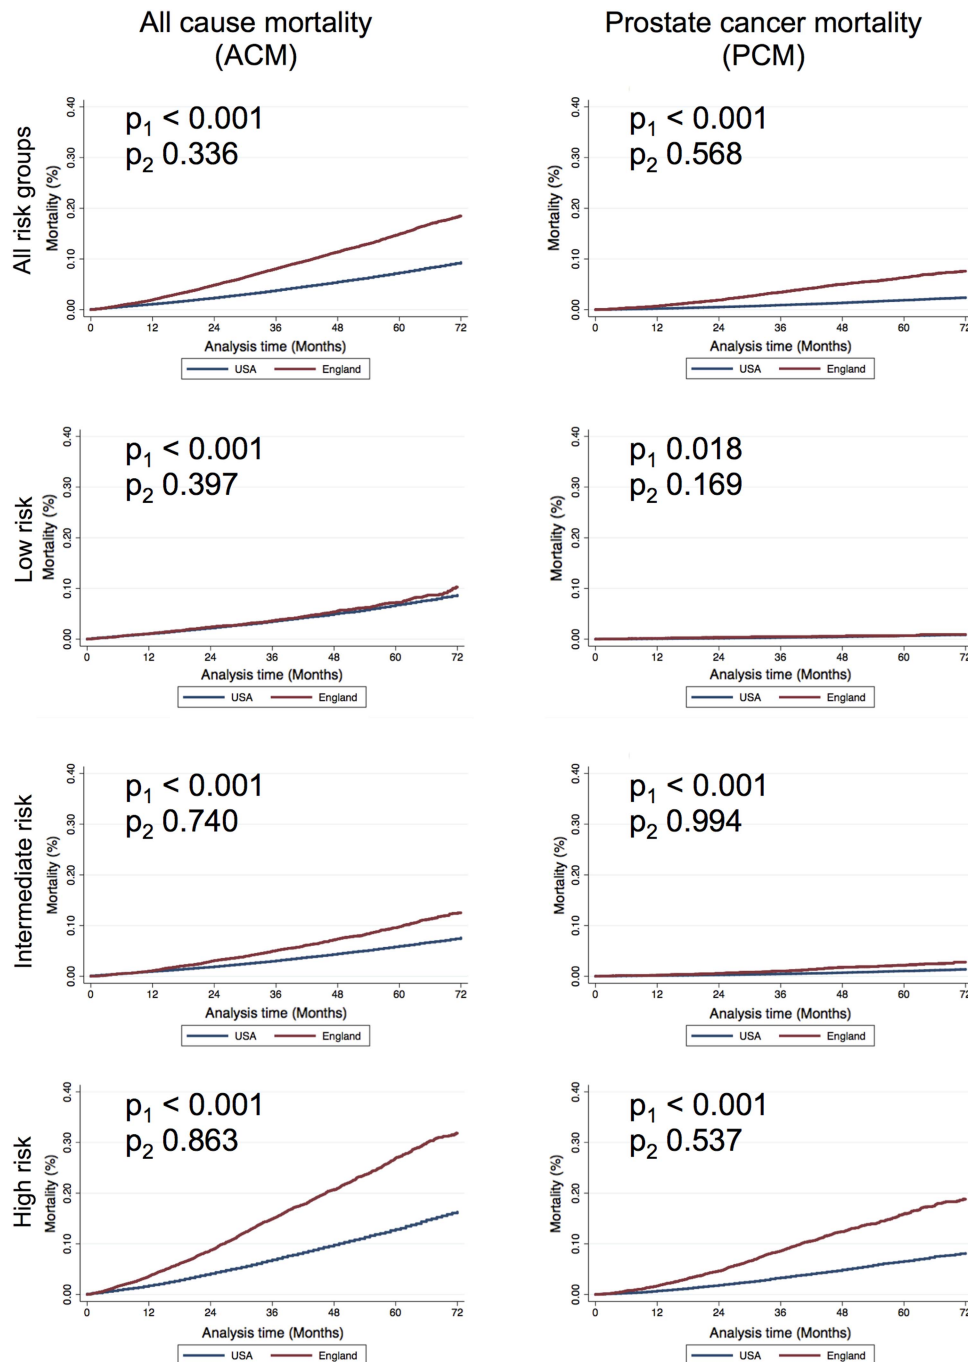 All cause mortality
(ACM)
Prostate cancer mortality
(PCM)
All risk groups
Mortality (%)
0.00 0.10 0.20 0.30 0.40
p1 < 0.001
p2 0.336
0 12 24 36 48 60 72
Analysis time (Months)
USA England
Mortality (%)
0.00 0.10 0.20 0.30 0.40
p1 < 0.001
p2 0.568
0 12 24 36 48 60 72
Analysis time (Months)
USA England
Low risk
Mortality (%)
0.00 0.10 0.20 0.30 0.40
p1 < 0.001
p2 0.397
0 12 24 36 48 60 72
Analysis time (Months)
USA England
Mortality (%)
0.00 0.10 0.20 0.30 0.40
p1 0.018
p2 0.169
0 12 24 36 48 60 72
Analysis time (Months)
USA England
Intermediate risk
Mortality (%)
0.00 0.10 0.20 0.30 0.40
p1 < 0.001
p2 0.740
0 12 24 36 48 60 72
Analysis time (Months)
USA England
Mortality (%)
0.00 0.10 0.20 0.30 0.40
p1 < 0.001
p2 0.994
0 12 24 36 48 60 72
Analysis time (Months)
USA England
High risk
Mortality (%)
0.00 0.10 0.20 0.30 0.40
p1 < 0.001
p2 0.863
0 12 24 36 48 60 72
Analysis time (Months)
USA England
Mortality (%)
0.00 0.10 0.20 0.30 0.40
p1 < 0.001
p2 0.537
0 12 24 36 48 60 72
Analysis time (Months)
USA England